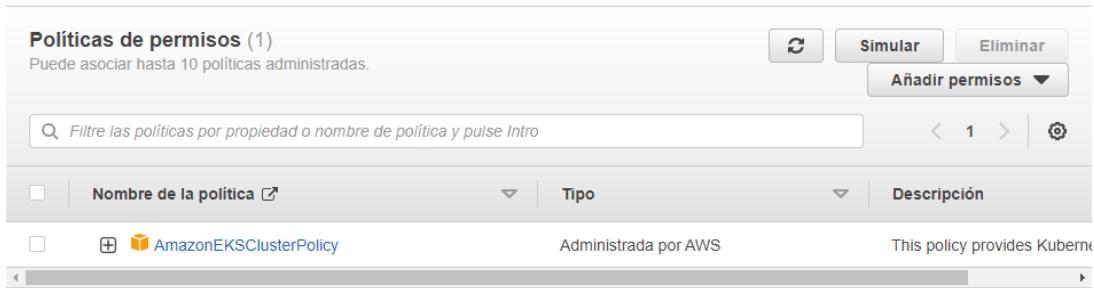 Políticas de permisos (1)
Puede asociar hasta 10 políticas administradas.
Simular
Eliminar
Añadir permisos
Filtre las políticas por propiedad o nombre de política y pulse Intro
1
Nombre de la política
Tipo
Descripción
AmazonEKSClusterPolicy
Administrada por AWS
This policy provides Kuberne